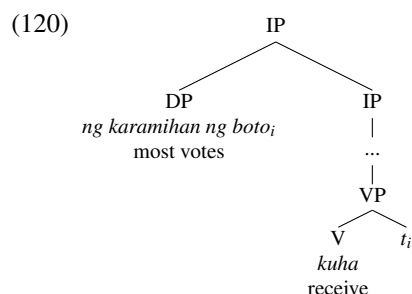 (120)
IP
DP IP
ng karamihan ng boto_i
most votes
...
VP
V t_i
kuha
receive